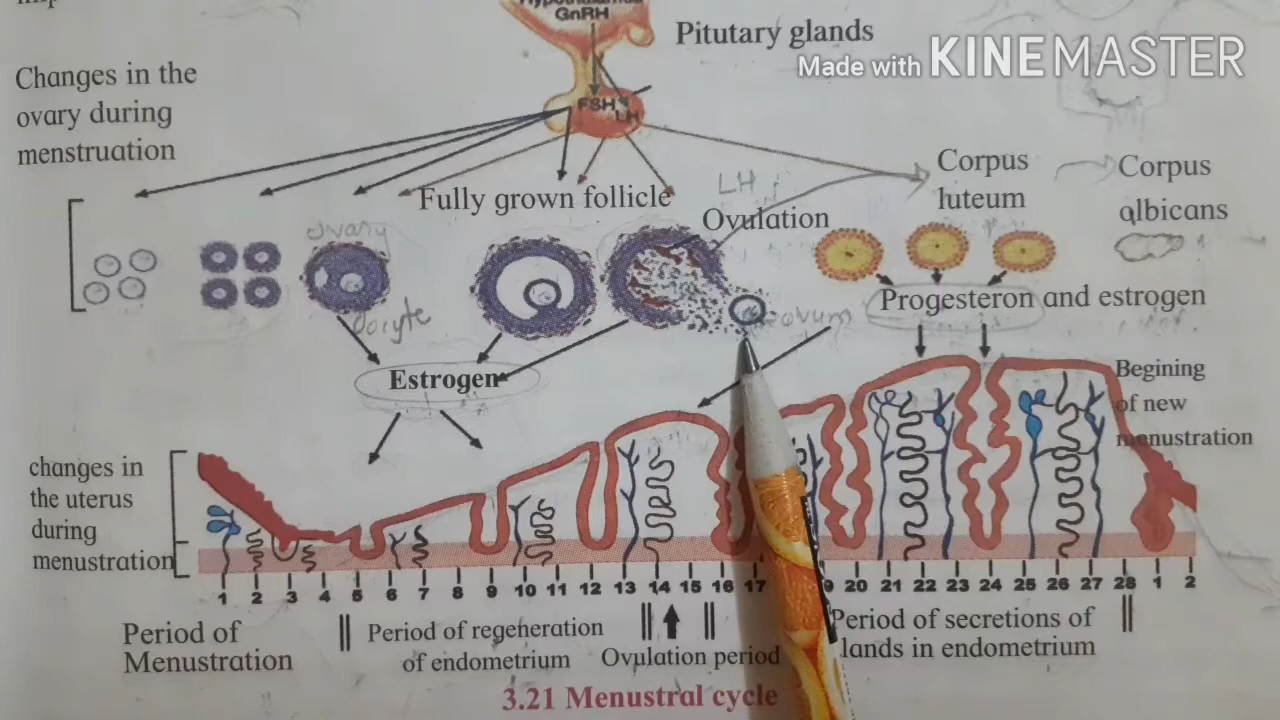 GnRH
Pitutary glands
Made with KINEMASTER
Changes in the
ovary during
menstruation
FSH
LH
Fully grown follicle
LH
Ovulation
Corpus
luteum
Corpus
albicans
ovary
oocyte
ovum
Progesteron and estrogen
Estrogen
Begining
of new
menustration
changes in
the uterus
during
menustration
1 2 3 4 5 6 7 8 9 10 11 12 13 14 15 16 17 20 21 22 23 24 25 26 27 28 1 2
Period of
Menustration
Period of regeheration
of endometrium
Ovulation period
Period of secretions of
lands in endometrium
3.21 Menustral cycle